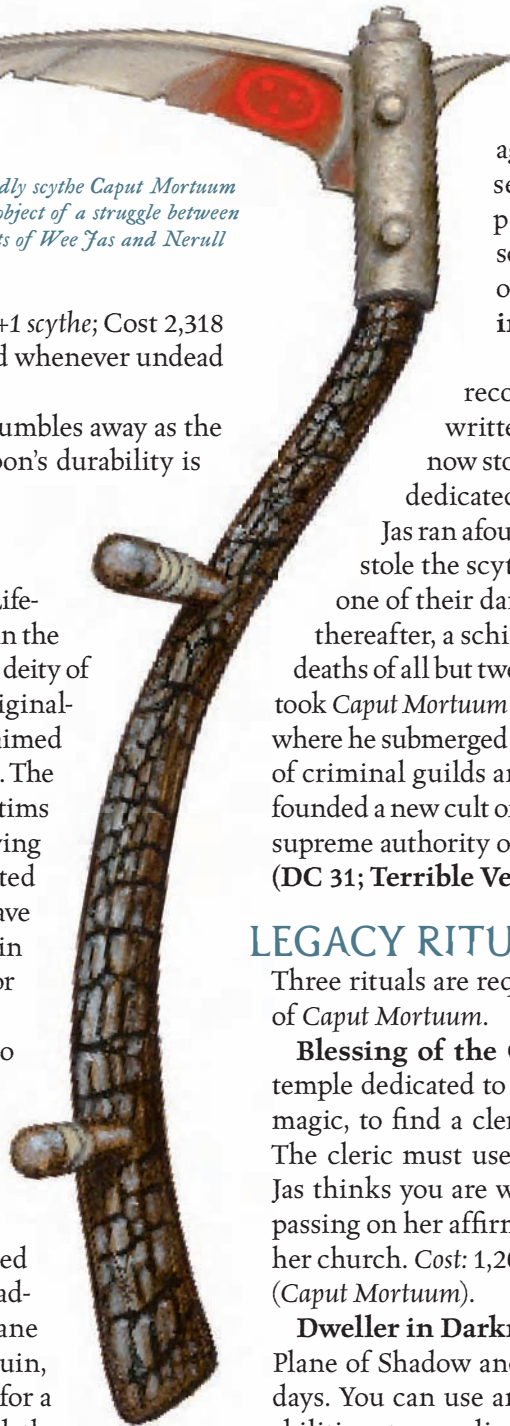 dly scythe Caput Mortuum
object of a struggle between
ts of Wee Jas and Nerull
+1 scythe; Cost 2,318
d whenever undead
umbles away as the
pon's durability is
Life-
in the
deity of
iginal-
aimed
. The
tims
ving
ted
ave
in
or
o
ed
ad-
ane
uin,
for a
ag
se
p
so
o
in
reco
writte
now sto
dedicated
Jas ran afou
stole the scyt
one of their da
thereafter, a schi
deaths of all but two
took Caput Mortuum
where he submerged
of criminal guilds a
founded a new cult o
supreme authority o
(DC 31; Terrible Ve
LEGACY RITU
Three rituals are req
of Caput Mortuum.
Blessing of the
temple dedicated to
magic, to find a cler
The cleric must use
Jas thinks you are w
passing on her affirm
her church. Cost: 1,20
(Caput Mortuum).
Dweller in Dark
Plane of Shadow and
days. You can use a